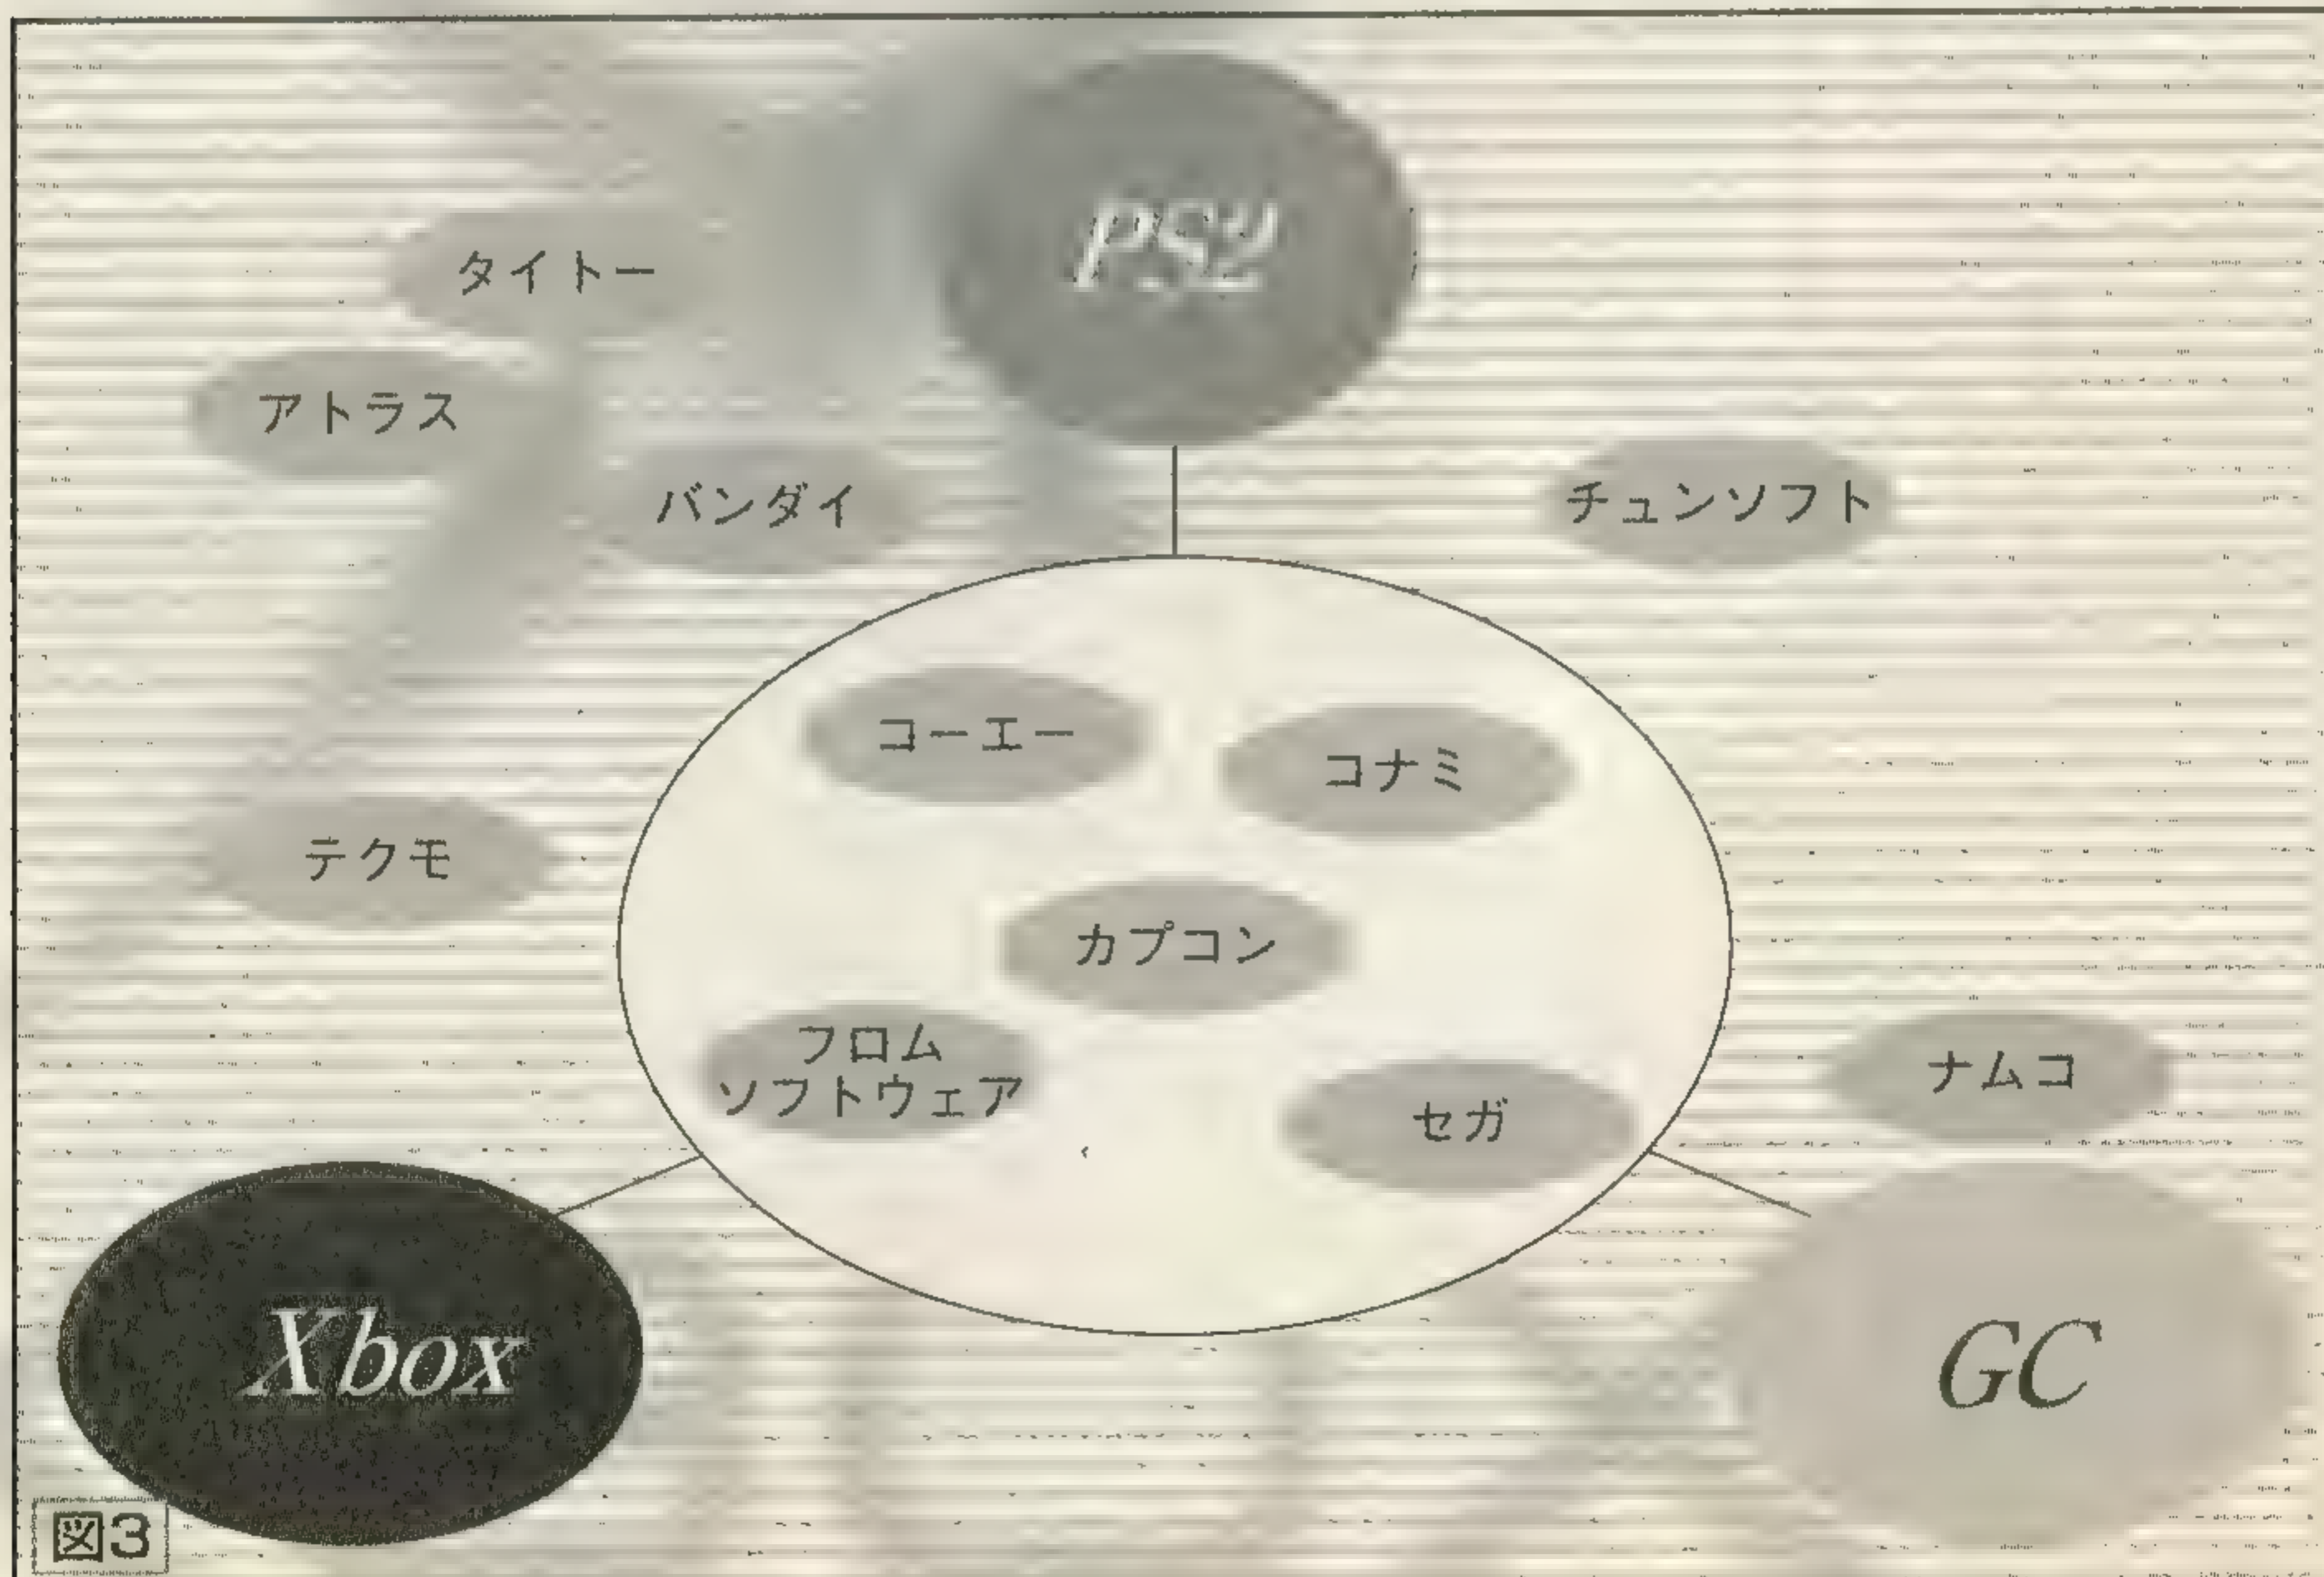 PS2
タイトー
アトラス
バンダイ
チュンソフト
コーエー
コナミ
テクモ
カプコン
フロム
ソフトウェア
ナムコ
セガ
Xbox
GC
図3